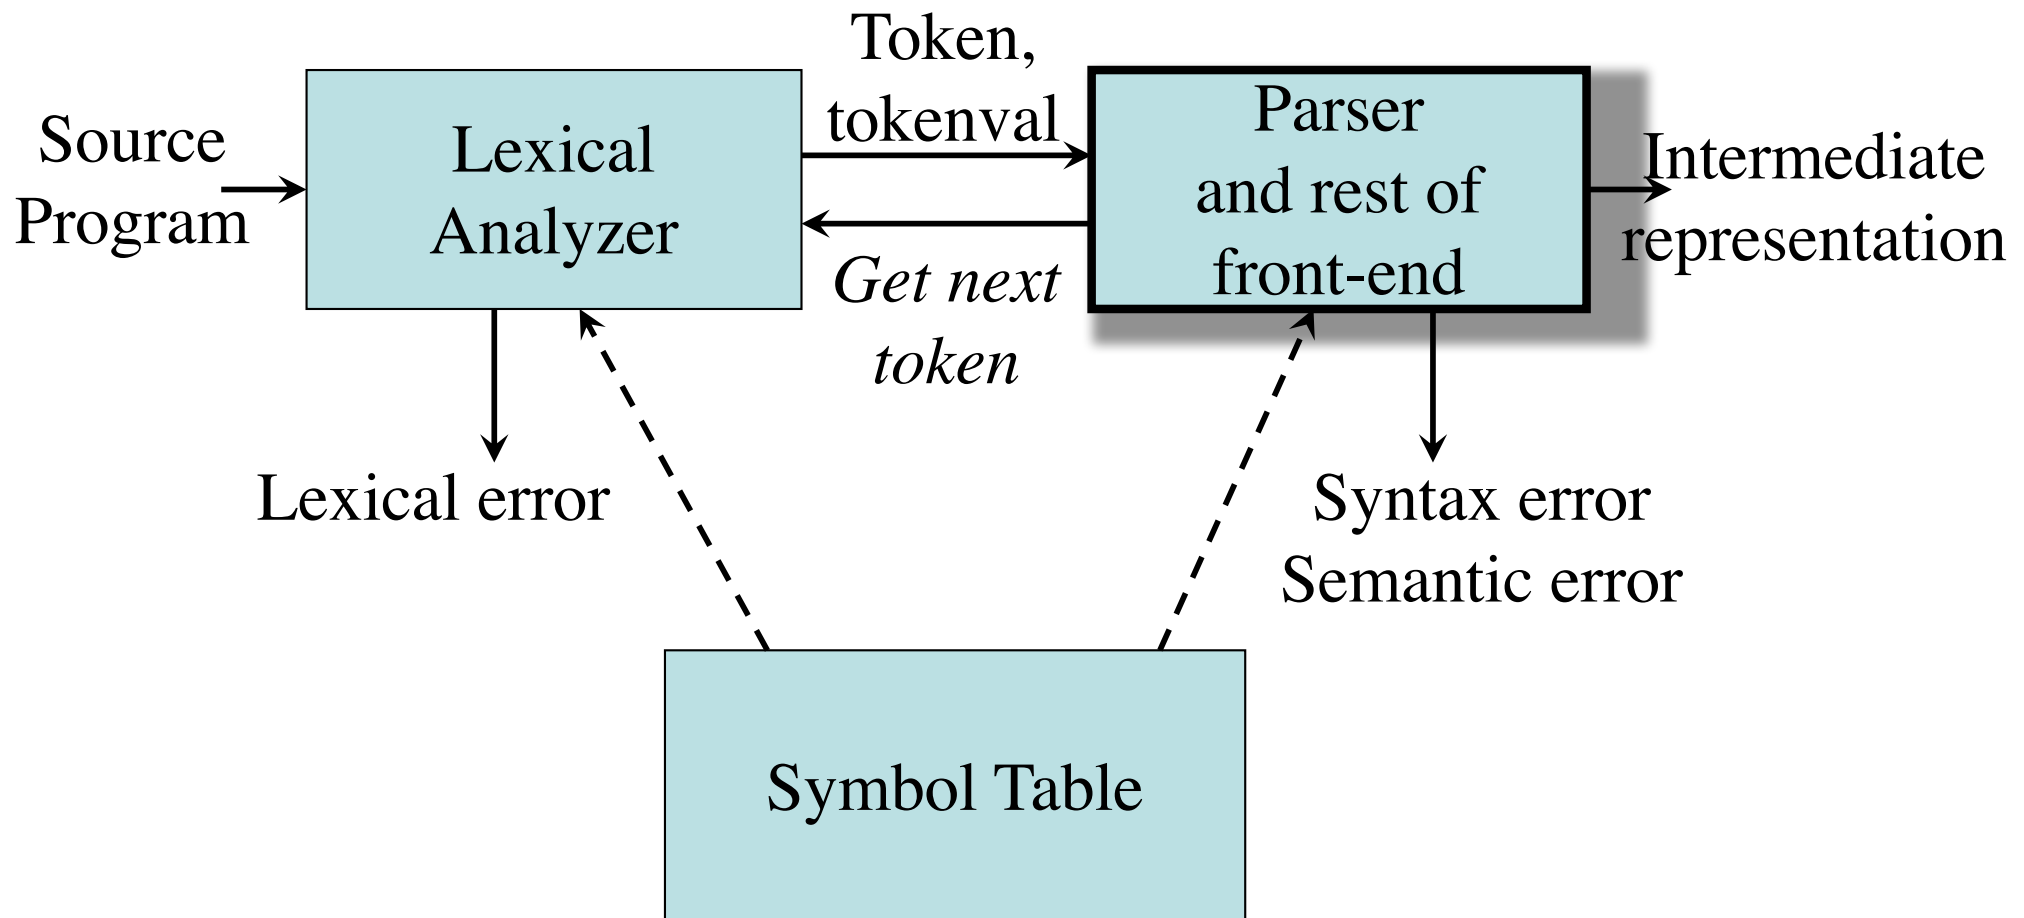 Source
Program
Lexical
Analyzer
Token,
tokenval
Get next
token
Parser
and rest of
front-end
Intermediate
representation
Lexical error
Syntax error
Semantic error
Symbol Table